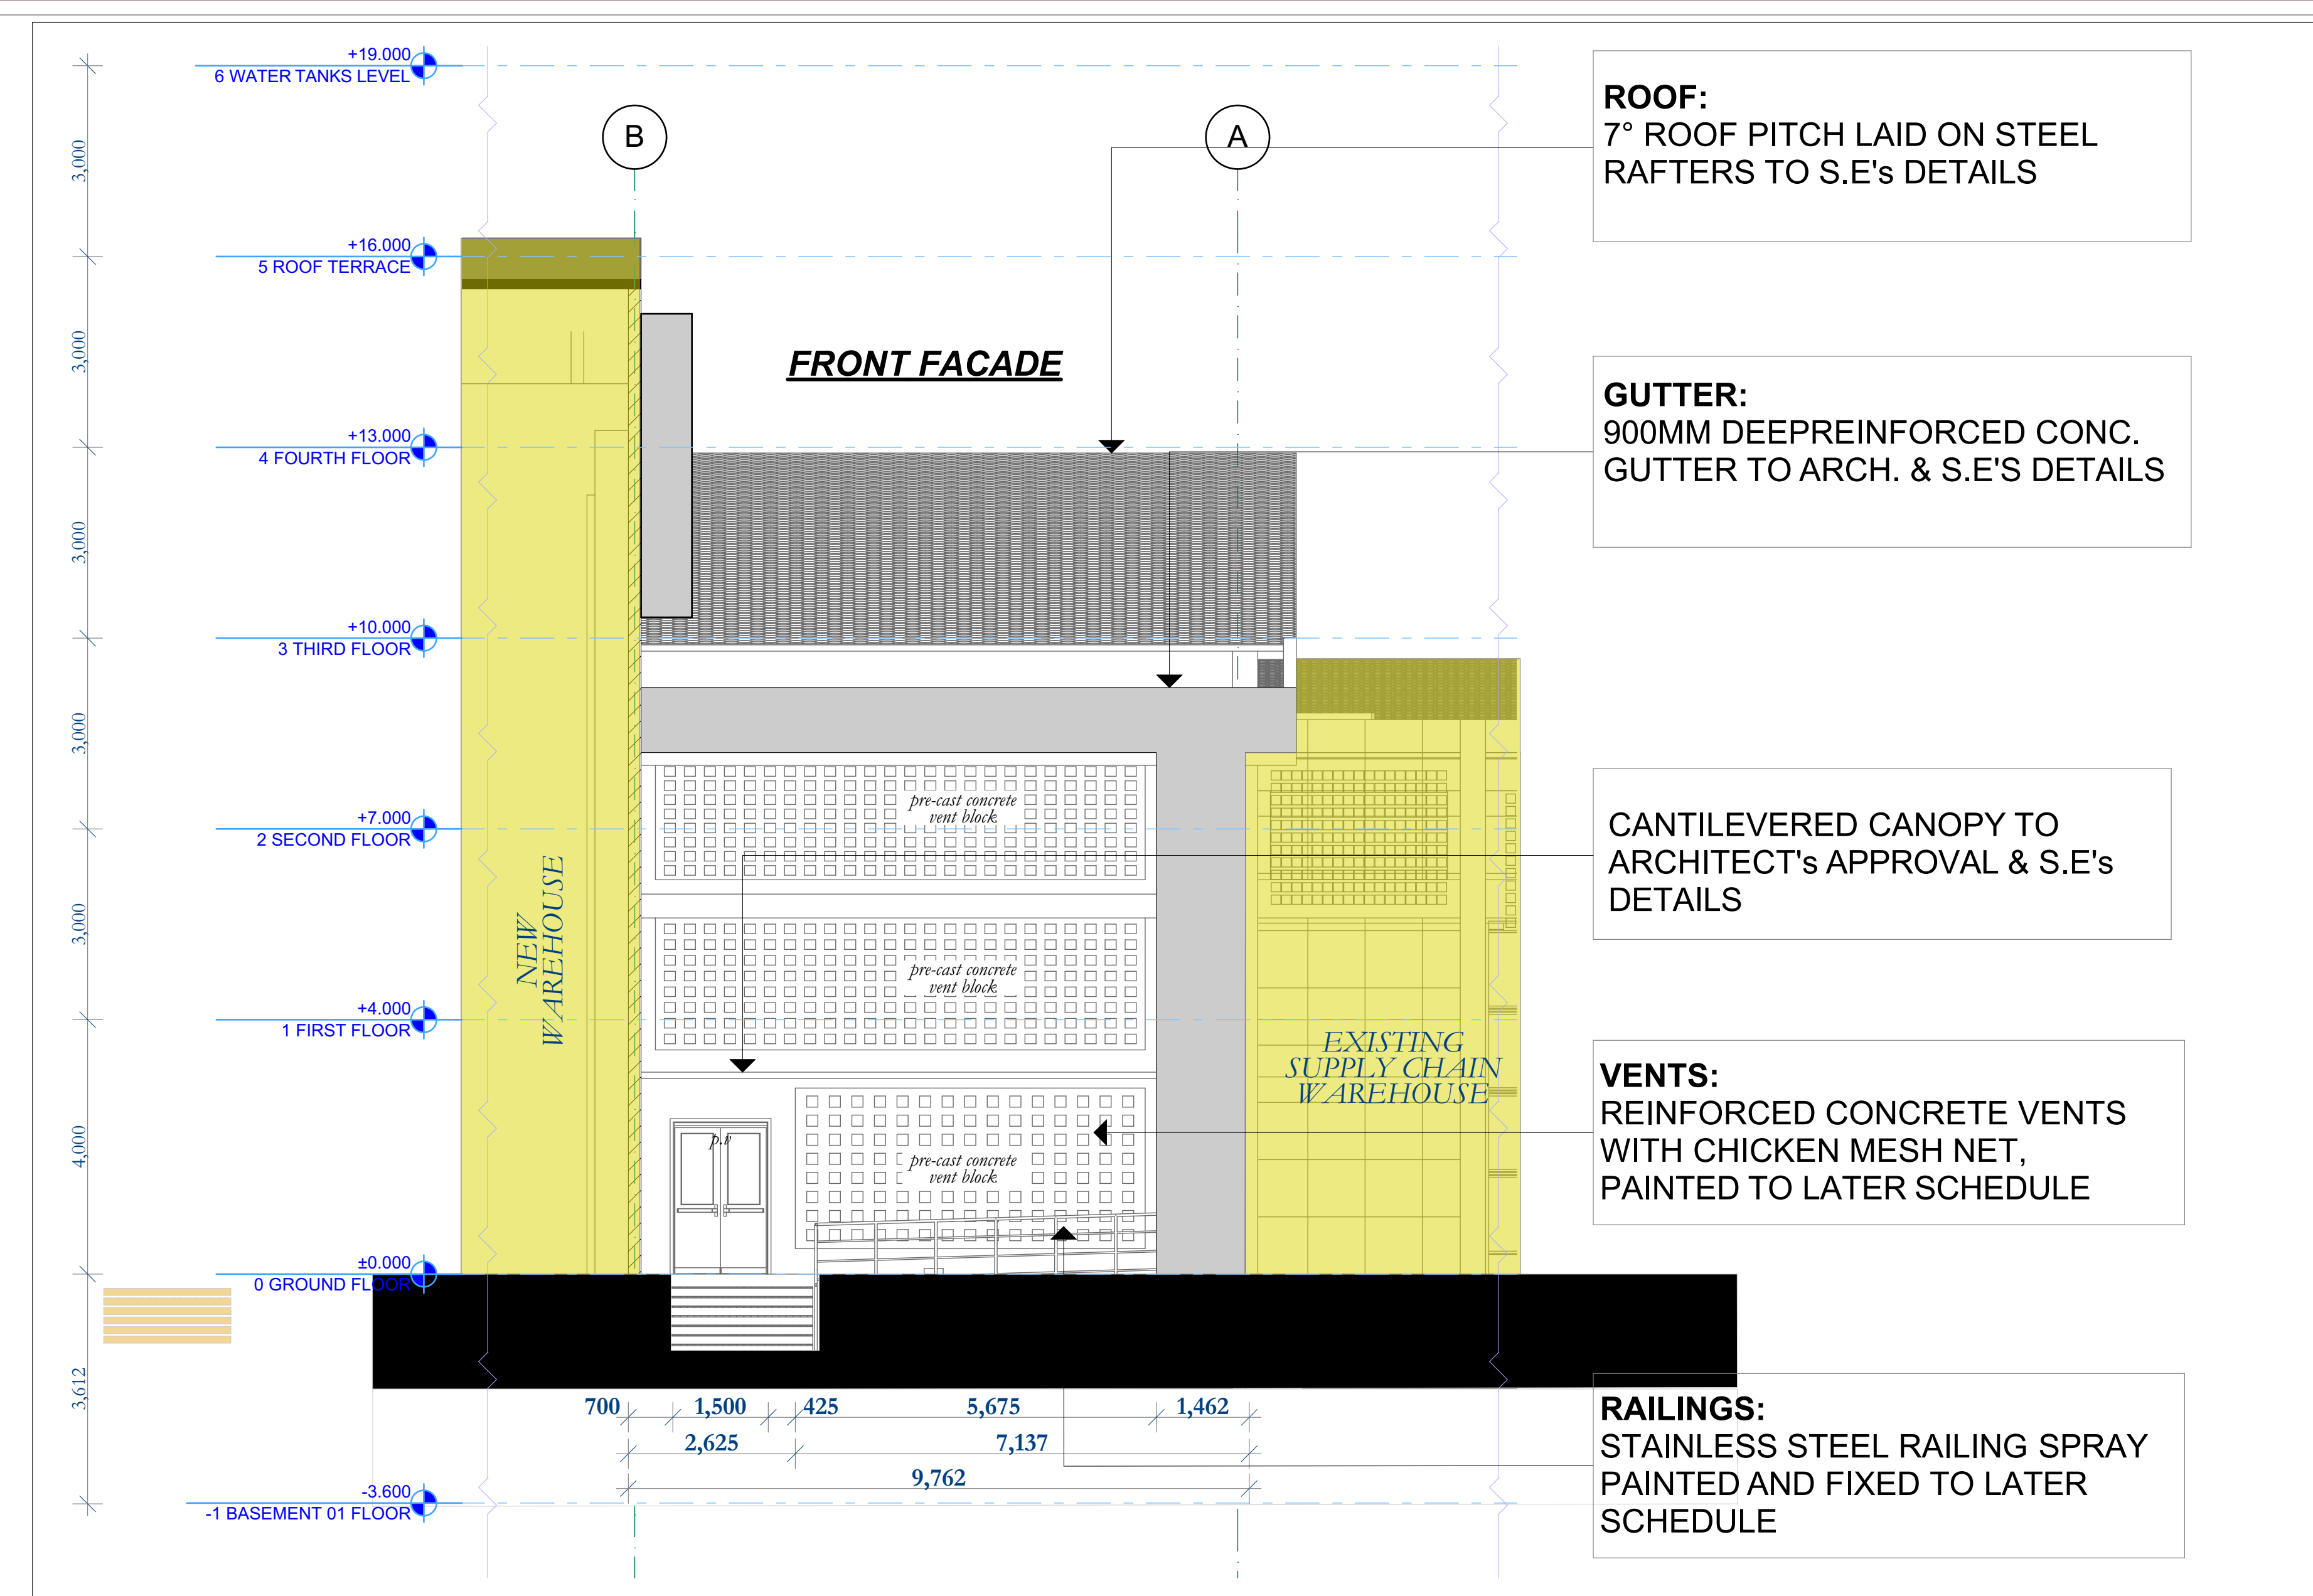 +19.000
6 WATER TANKS LEVEL
B
A
3,000
+16.000
5 ROOF TERRACE
FRONT FACADE
3,000
+13.000
4 FOURTH FLOOR
3,000
+10.000
3 THIRD FLOOR
3,000
+7.000
2 SECOND FLOOR
3,000
+4.000
1 FIRST FLOOR
4,000
±0.000
0 GROUND FLOOR
3,612
-3.600
-1 BASEMENT 01 FLOOR
NEW
WAREHOUSE
pre-cast concrete
vent block
pre-cast concrete
vent block
p.v
pre-cast concrete
vent block
EXISTING
SUPPLY CHAIN
WAREHOUSE
700 1,500 425 5,675 1,462
2,625 7,137
9,762
ROOF:
7° ROOF PITCH LAID ON STEEL
RAFTERS TO S.E's DETAILS
GUTTER:
900MM DEEPREINFORCED CONC.
GUTTER TO ARCH. & S.E'S DETAILS
CANTILEVERED CANOPY TO
ARCHITECT's APPROVAL & S.E's
DETAILS
VENTS:
REINFORCED CONCRETE VENTS
WITH CHICKEN MESH NET,
PAINTED TO LATER SCHEDULE
RAILINGS:
STAINLESS STEEL RAILING SPRAY
PAINTED AND FIXED TO LATER
SCHEDULE